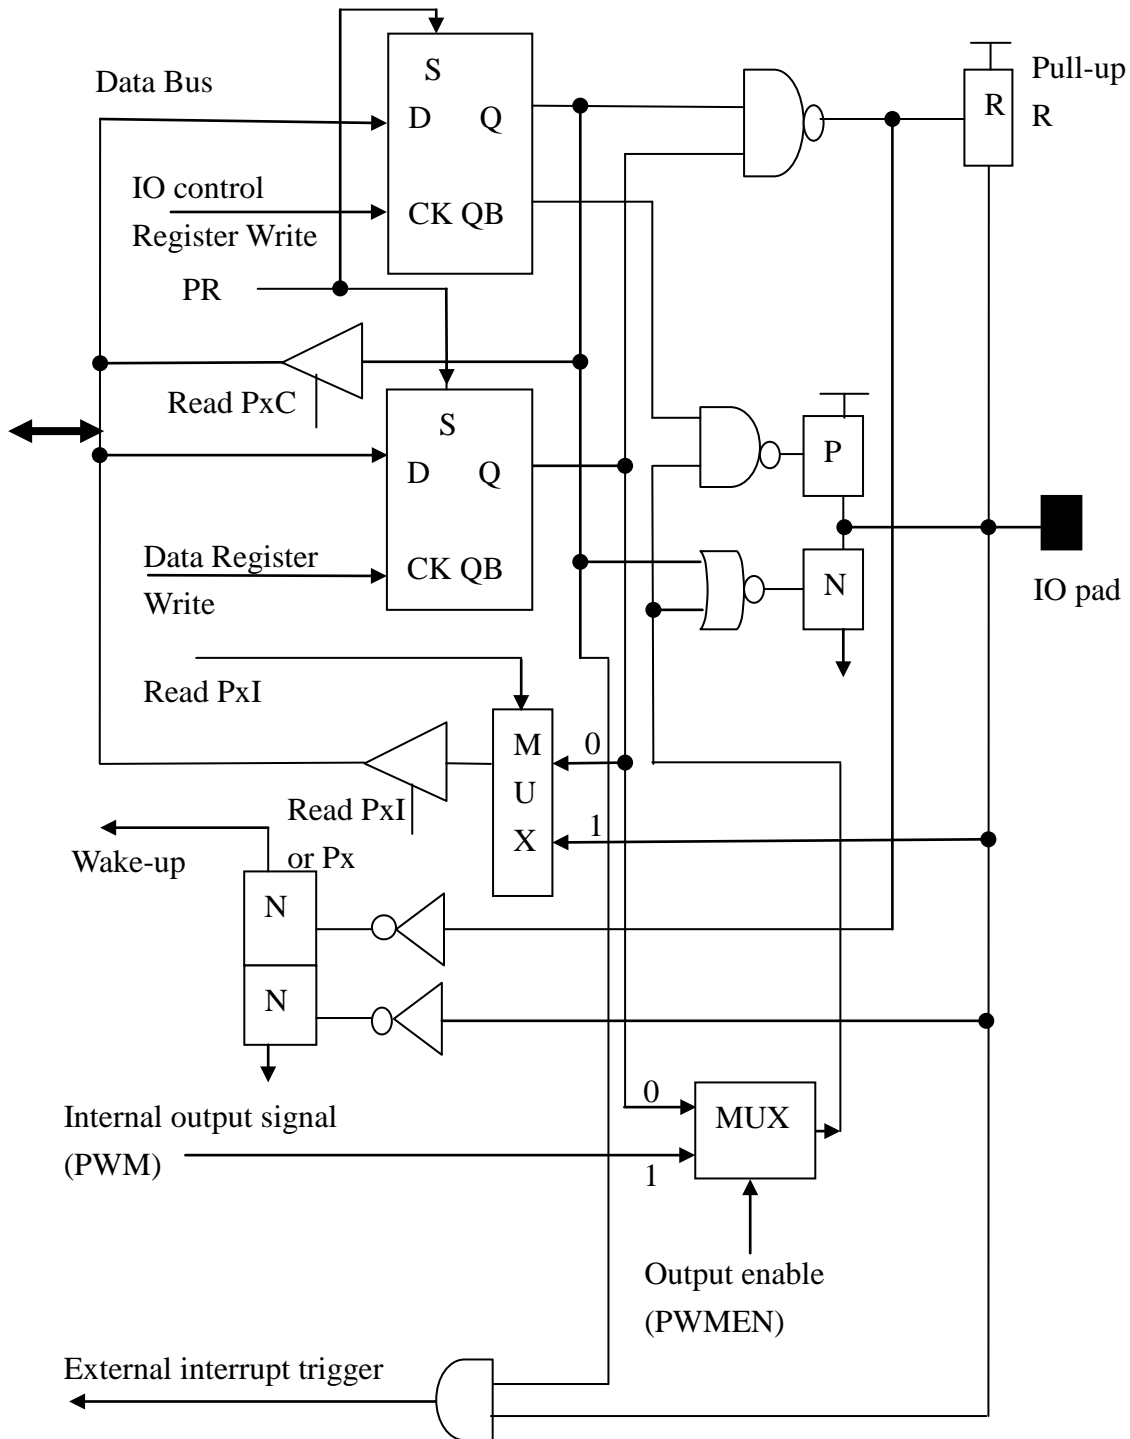 Data Bus
S
D Q
CK QB
IO control
Register Write
PR
R
Pull-up
R
Read PxC
S
D Q
CK QB
Data Register
Write
P
N
IO pad
Read PxI
M
U
X
0
1
Read PxI
or Px
Wake-up
N
N
Internal output signal
(PWM)
0
1
MUX
Output enable
(PWMEN)
External interrupt trigger